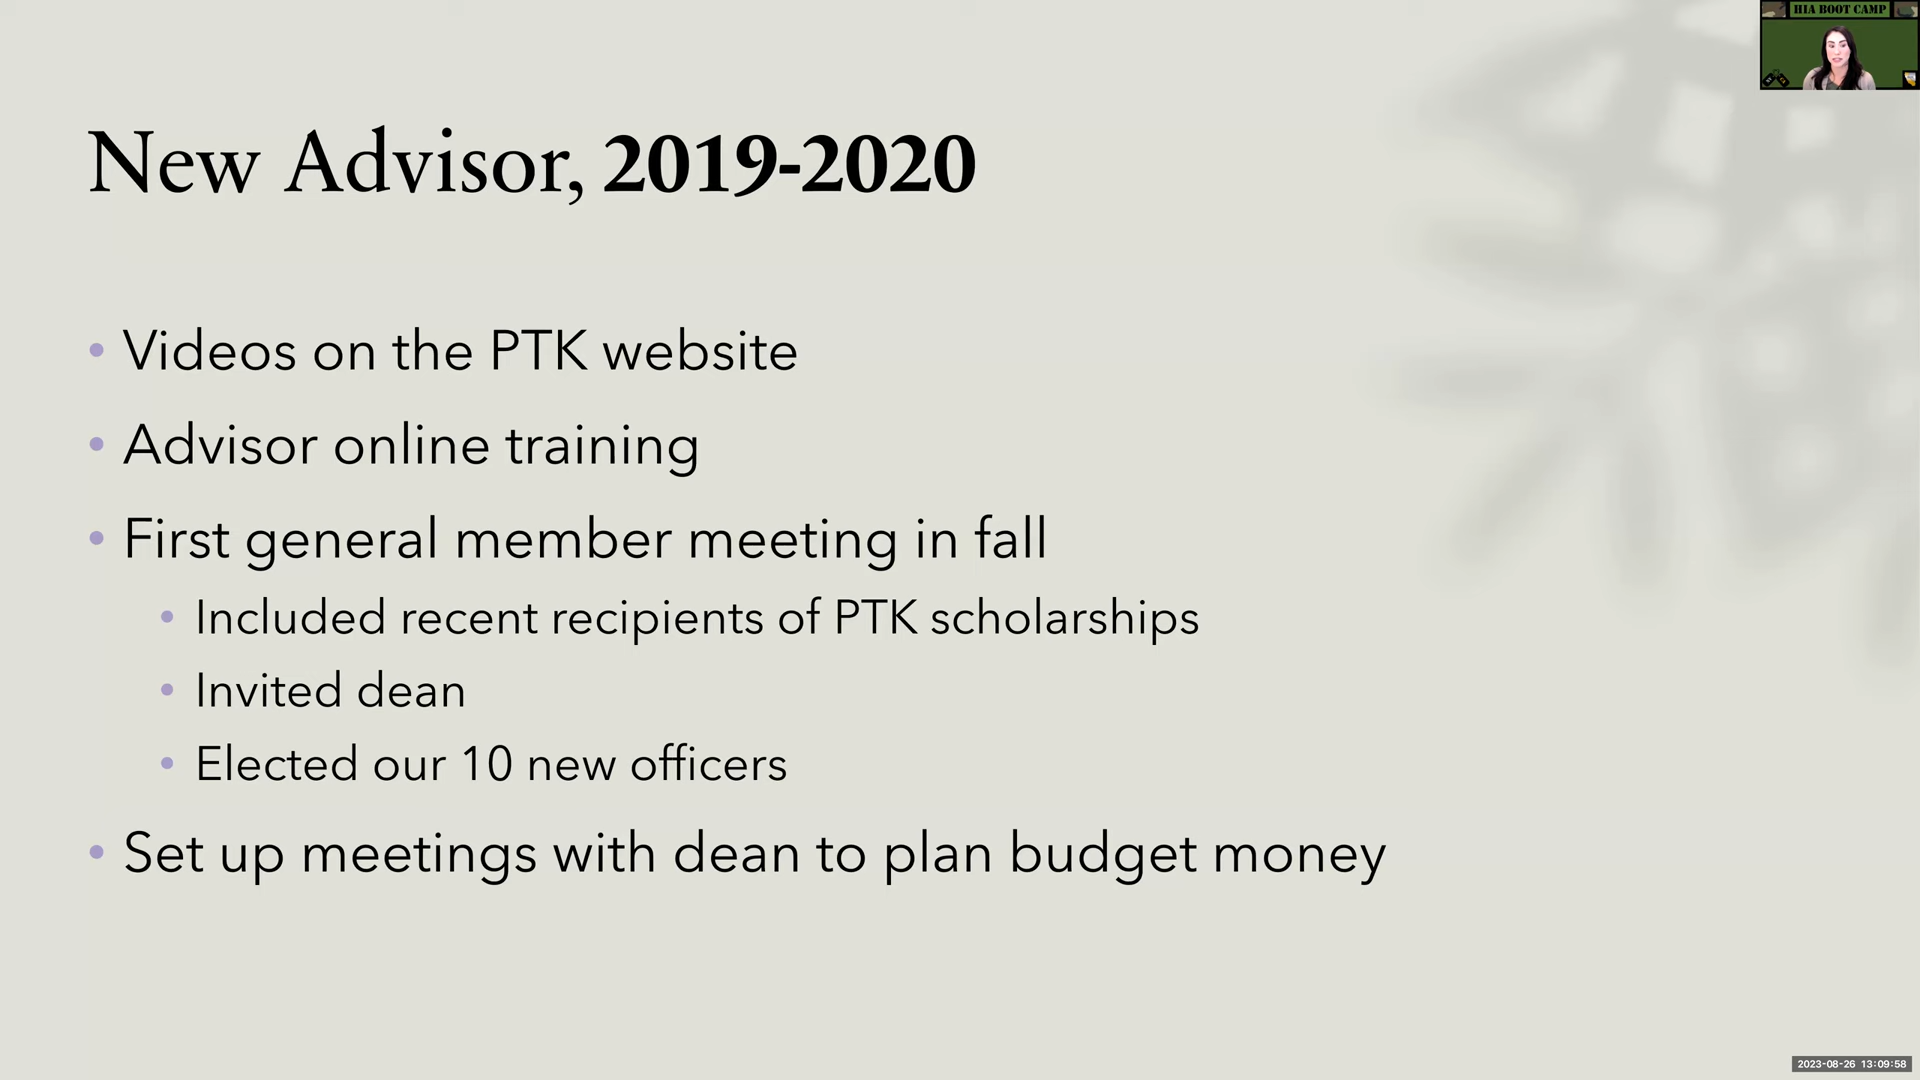 HIA BOOT CAMP
New Advisor, 2019-2020
• Videos on the PTK website
• Advisor online training
• First general member meeting in fall
• Included recent recipients of PTK scholarships
• Invited dean
• Elected our 10 new officers
• Set up meetings with dean to plan budget money
2023-08-26 13:09:58